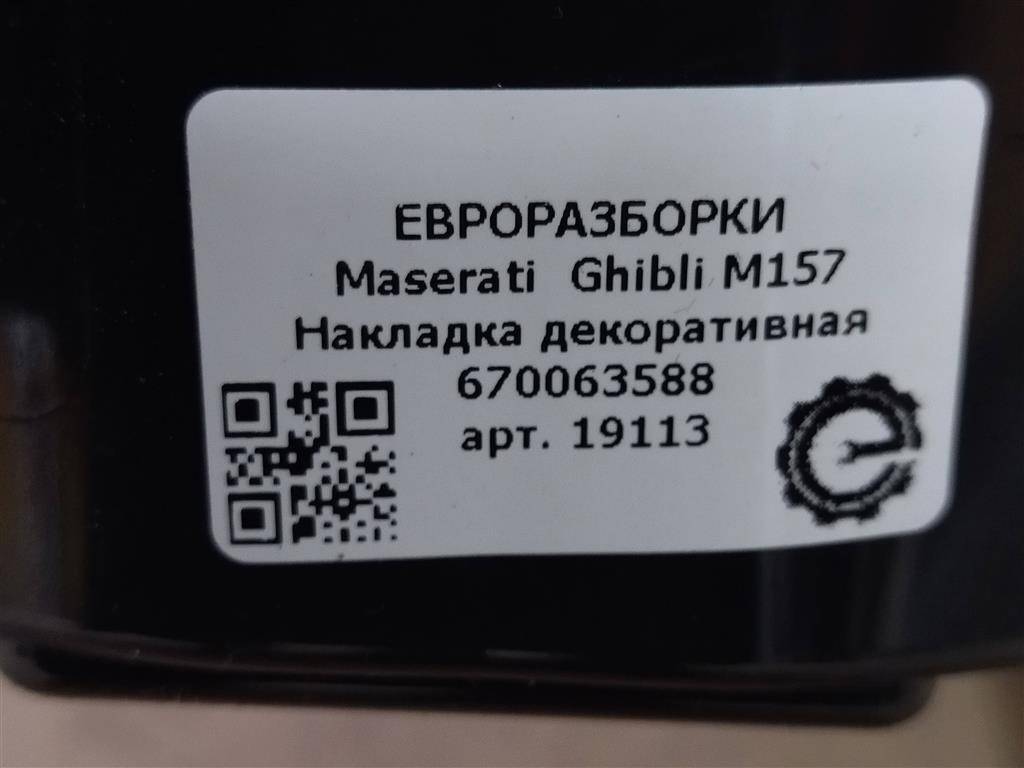 ЕВРОРАЗБОРКИ
Maserati Ghibli M157
Накладка декоративная
670063588
арт. 19113